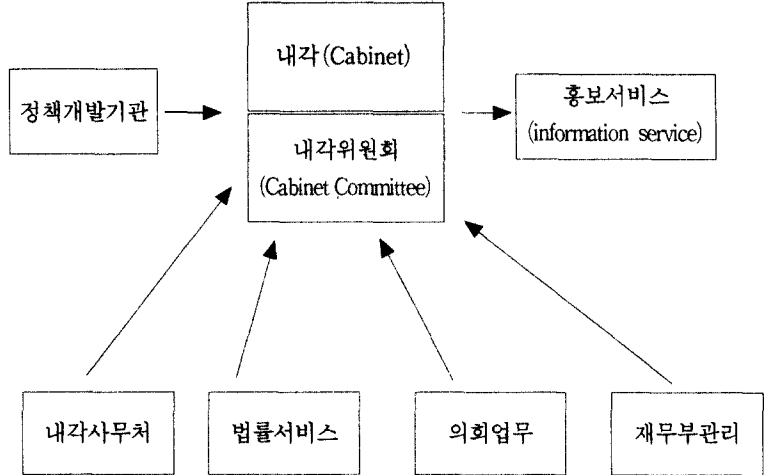 내각(Cabinet)
정책개발기관
홍보서비스
(information service)
내각위원회
(Cabinet Committee)
내각사무처
법률서비스
의회업무
재무부관리